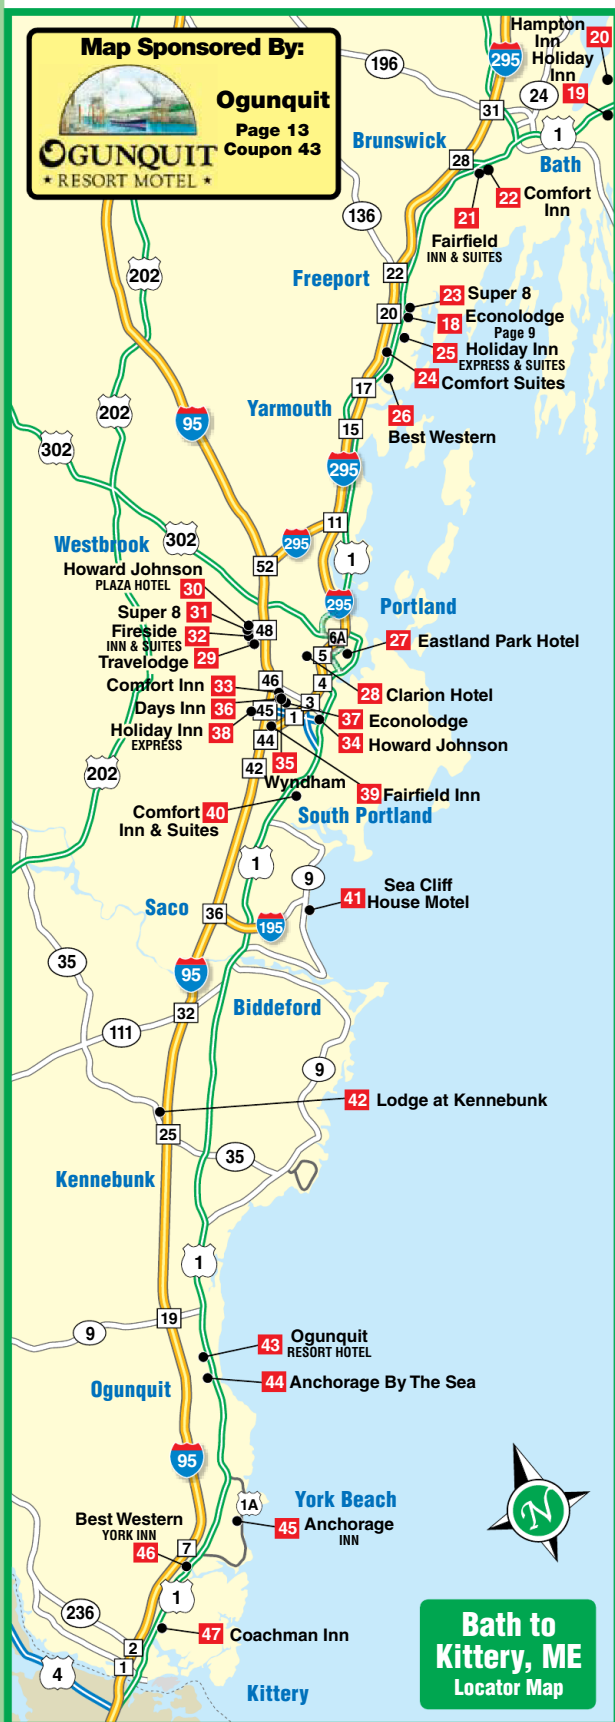 Map Sponsored By:
OGUNQUIT
★ RESORT MOTEL ★
Ogunquit
Page 13
Coupon 43
Hampton
Inn
20
Holiday
Inn
19
295
196
24
31
1
Brunswick
28
Bath
22 Comfort
Inn
21
Fairfield
INN & SUITES
136
202
22
Freeport
20
23 Super 8
18 Econolodge
Page 9
25 Holiday Inn
EXPRESS & SUITES
24 Comfort Suites
17
26
Best Western
Yarmouth
15
202
95
302
295
11
302
295
1
Westbrook
52
Howard Johnson
PLAZA HOTEL
30
295
Portland
Super 8 31
48
6A
Fireside 32
INN & SUITES
Travelodge 29
27 Eastland Park Hotel
5
46
4
28 Clarion Hotel
Comfort Inn 33
Days Inn 36
45
3
1
37 Econolodge
Holiday Inn 38
EXPRESS
44
34 Howard Johnson
42
35
Wyndham
202
39 Fairfield Inn
Comfort 40
Inn & Suites
South Portland
1
9
Sea Cliff
41 House Motel
Saco
36
195
35
95
32
Biddeford
111
9
42 Lodge at Kennebunk
25
35
Kennebunk
1
19
9
43 Ogunquit
RESORT HOTEL
44 Anchorage By The Sea
Ogunquit
95
1A
York Beach
45 Anchorage
INN
N
Best Western
YORK INN
46
7
1
236
47 Coachman Inn
2
1
4
Kittery
Bath to
Kittery, ME
Locator Map